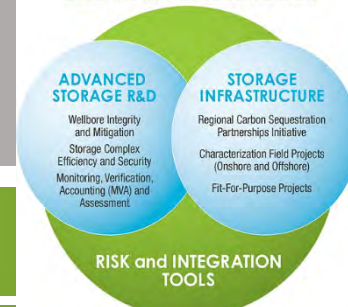 ADVANCED
STORAGE R&D
Wellbore Integrity
and Mitigation
Storage Complex
Efficiency and Security
Monitoring, Verification,
Accounting (MVA) and
Assessment
STORAGE
INFRASTRUCTURE
Regional Carbon Sequestration
Partnerships Initiative
Characterization Field Projects
(Onshore and Offshore)
Fit-For-Purpose Projects
RISK and INTEGRATION
TOOLS